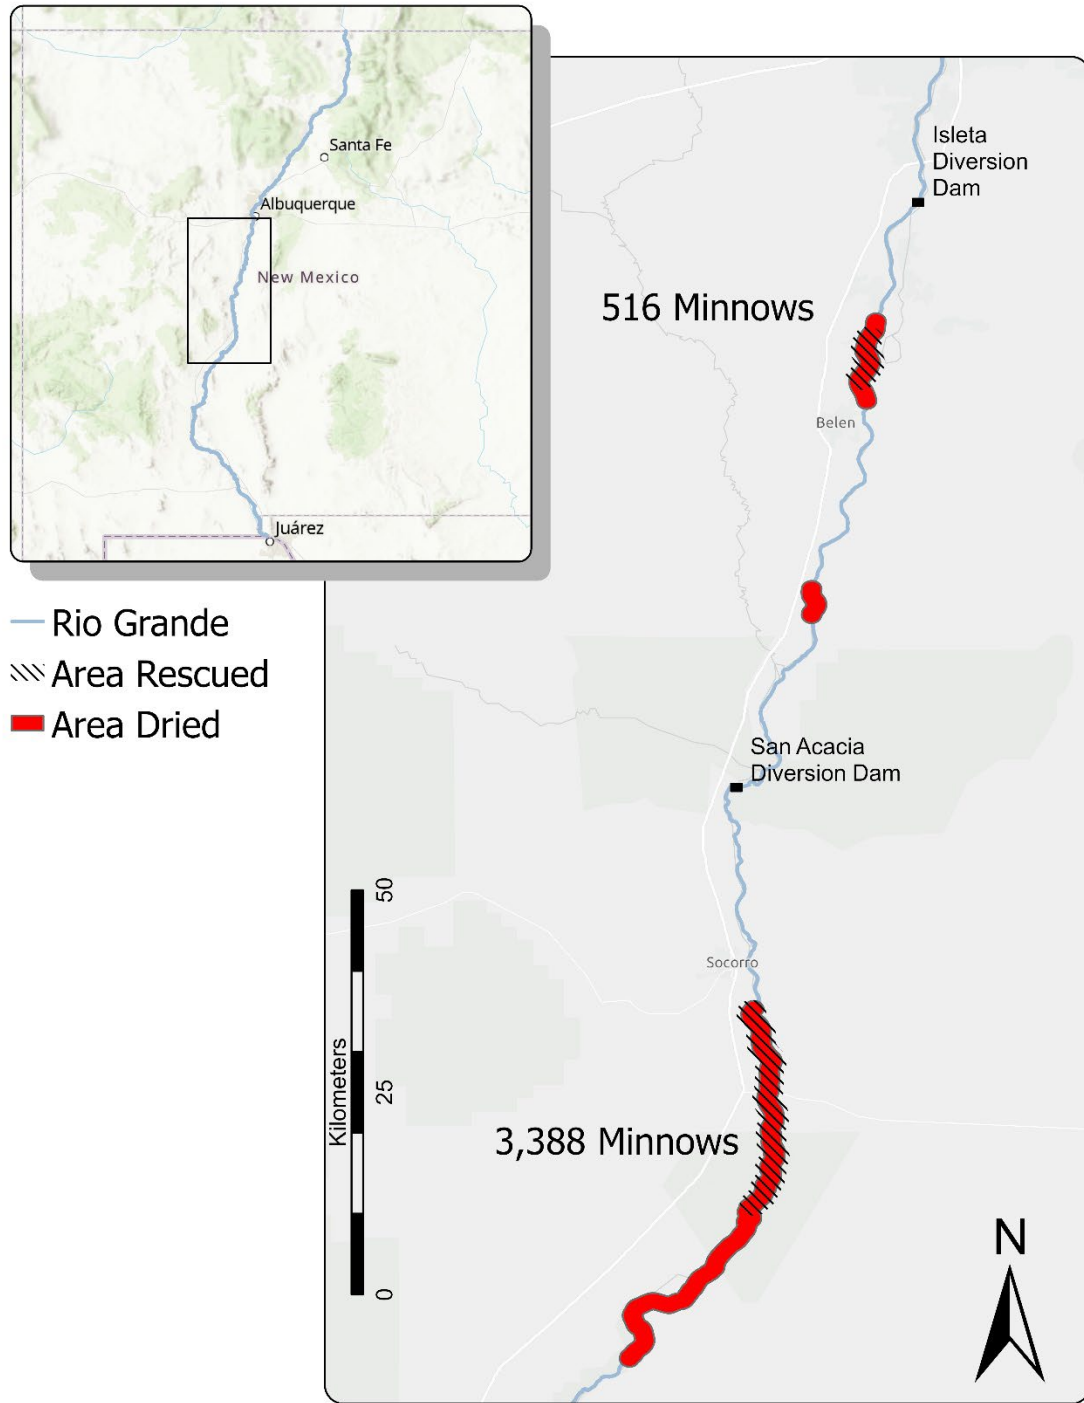 Santa Fe
Albuquerque
New Mexico
Juárez
Rio Grande
Area Rescued
Area Dried
Isleta
Diversion
Dam
516 Minnows
Belen
San Acacia
Diversion Dam
Socorro
3,388 Minnows
Kilometers
50
25
0
N